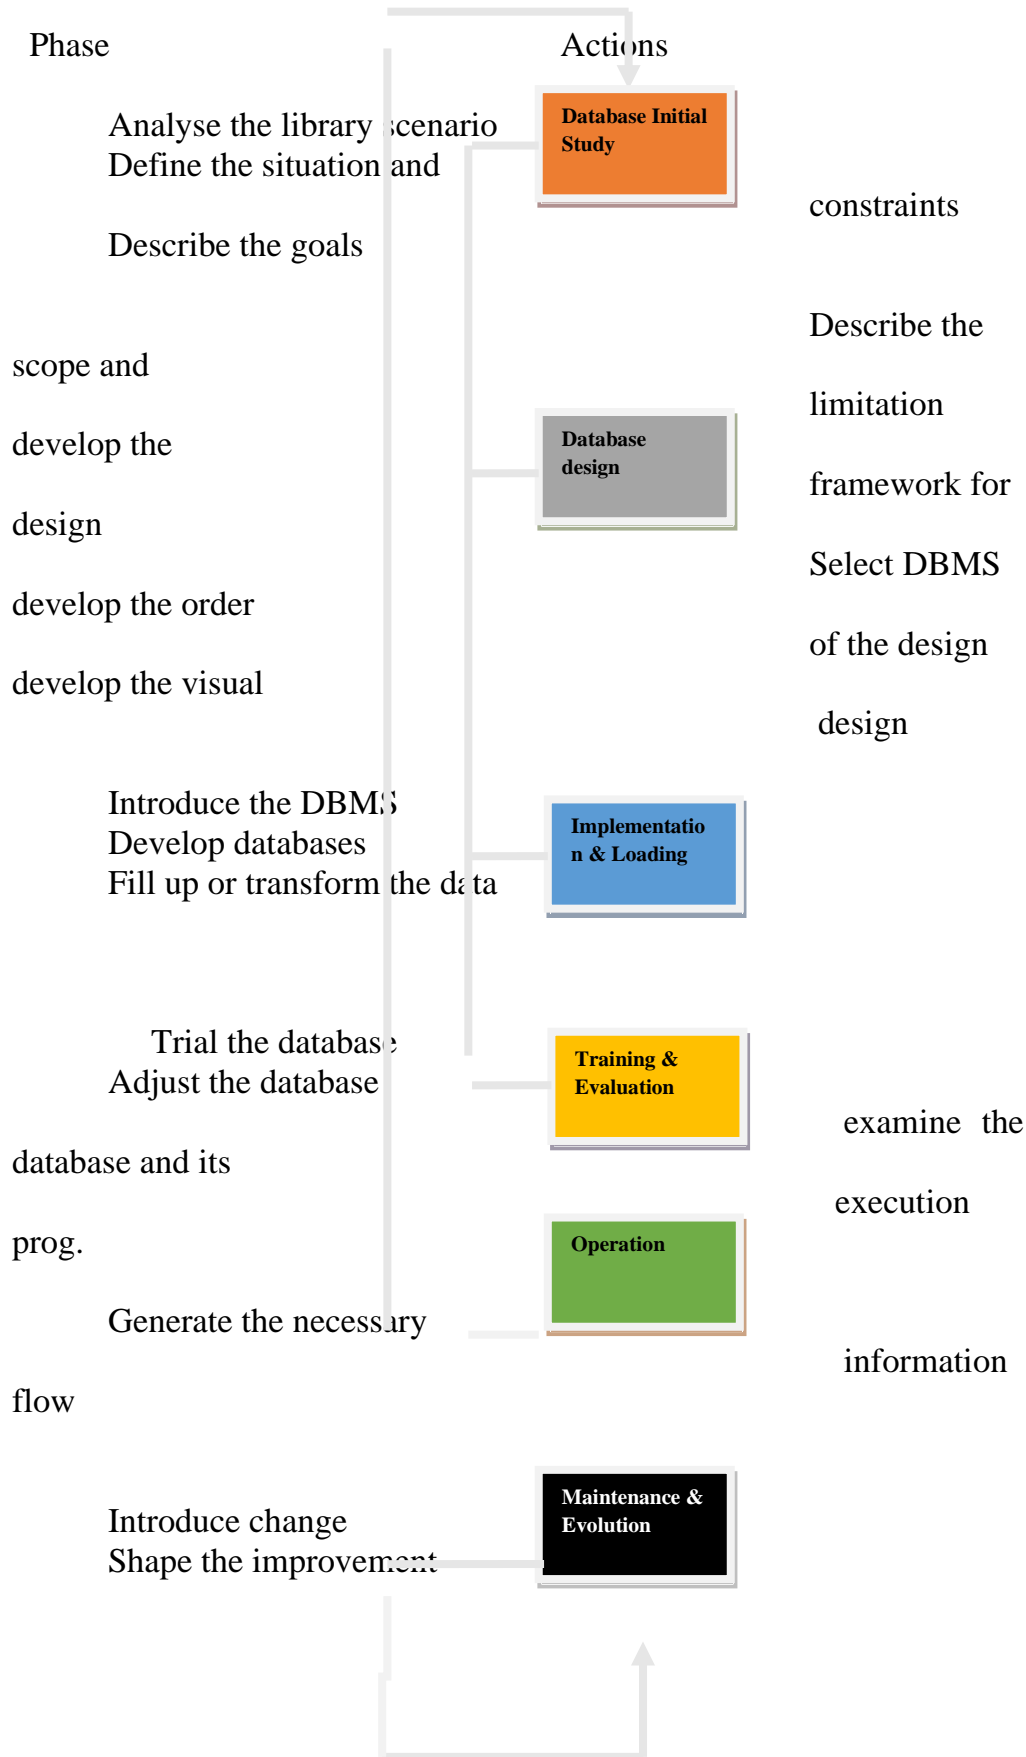 Phase Actions
Database Initial
Study
Analyse the library scenario
Define the situation and
constraints
Describe the goals
Describe the
scope and
limitation
Database
design
develop the
framework for
design
Select DBMS
develop the order
of the design
develop the visual
design
Introduce the DBMS
Develop databases
Fill up or transform the data
Implementatio
n & Loading
Trial the database
Adjust the database
Training &
Evaluation
examine the
database and its
execution
prog.
Operation
Generate the necessary
information
flow
Maintenance &
Evolution
Introduce change
Shape the improvement